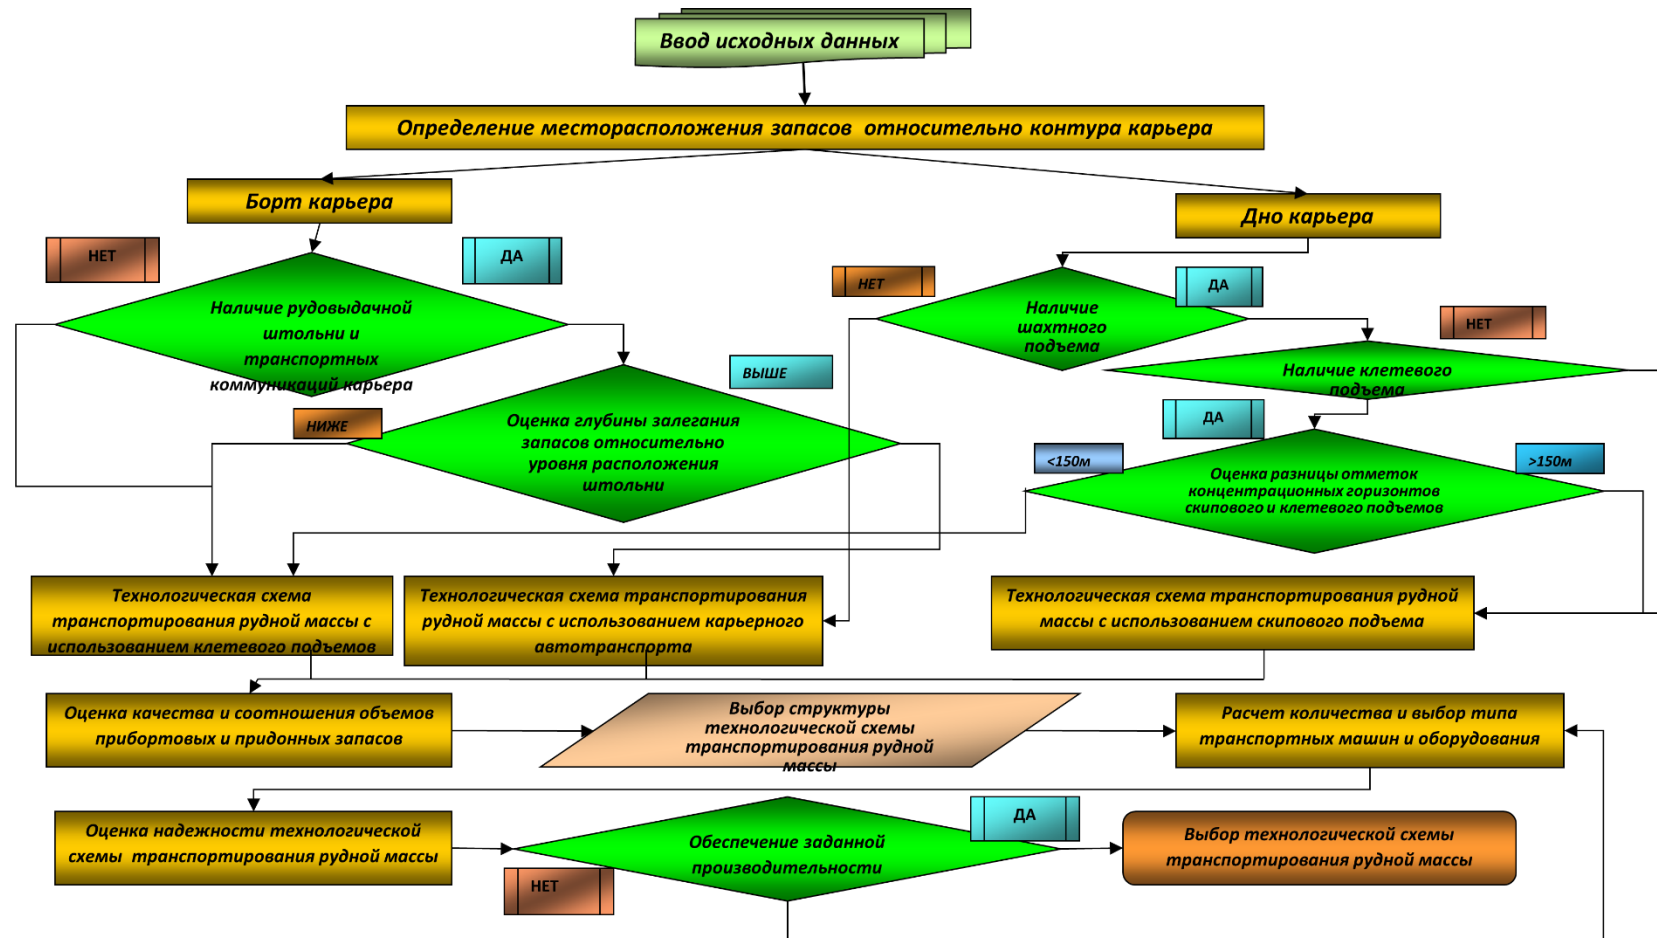 Ввод исходных данных
Определение месторасположения запасов относительно контура карьера
Борт карьера
Дно карьера
НЕТ
ДА
НЕТ
ДА
НЕТ
Наличие рудовыдачной
штольни и
транспортных
коммуникаций карьера
Наличие
шахтного
подъема
Наличие клетевого
подъема
ВЫШЕ
НИЖЕ
Оценка глубины залегания
запасов относительно
уровня расположения
штольни
ДА
<150м
>150м
Оценка разницы отметок
концентрационных горизонтов
скипового и клетевого подъемов
Технологическая схема
транспортирования рудной массы с
использованием клетевого подъемов
Технологическая схема транспортирования
рудной массы с использованием карьерного
автотранспорта
Технологическая схема транспортирования рудной
массы с использованием скипового подъема
Оценка качества и соотношения объемов
прибортовых и придонных запасов
Выбор структуры
технологической схемы
транспортирования рудной
массы
Расчет количества и выбор типа
транспортных машин и оборудования
Оценка надежности технологической
схемы транспортирования рудной массы
Обеспечение заданной
производительности
ДА
НЕТ
Выбор технологической схемы
транспортирования рудной массы